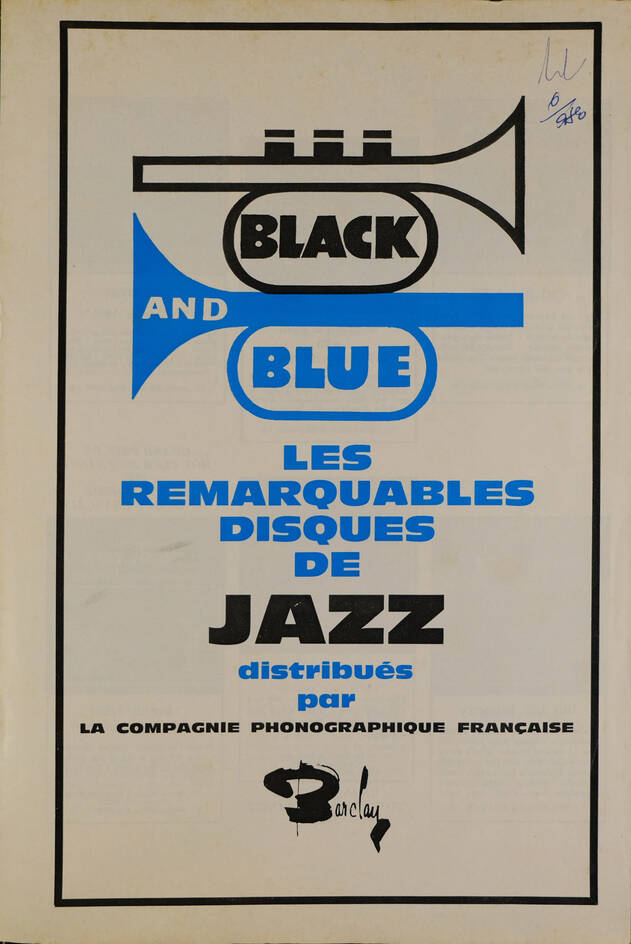 BLACK
AND
BLUE
LES
REMARQUABLES
DISQUES
DE
JAZZ
distribués
par
LA COMPAGNIE PHONOGRAPHIQUE FRANÇAISE
Barclay